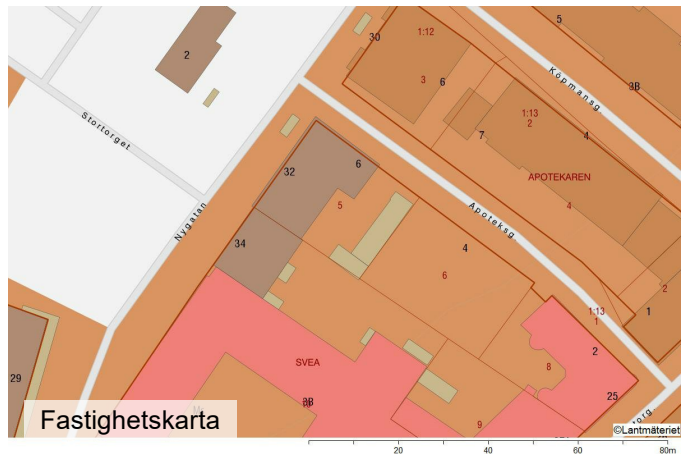 5
30
1:12
2
3B
3
6
Köpmansg
1:13
2
7
4
Stortorget
32
6
APOTEKAREN
5
4
Nygatan
Apoteksg
34
4
6
2
1:13
1
1
2
SVEA
8
29
25
3B
9
Fastighetskarta
©Lantmäteriet
20
40
60
80m